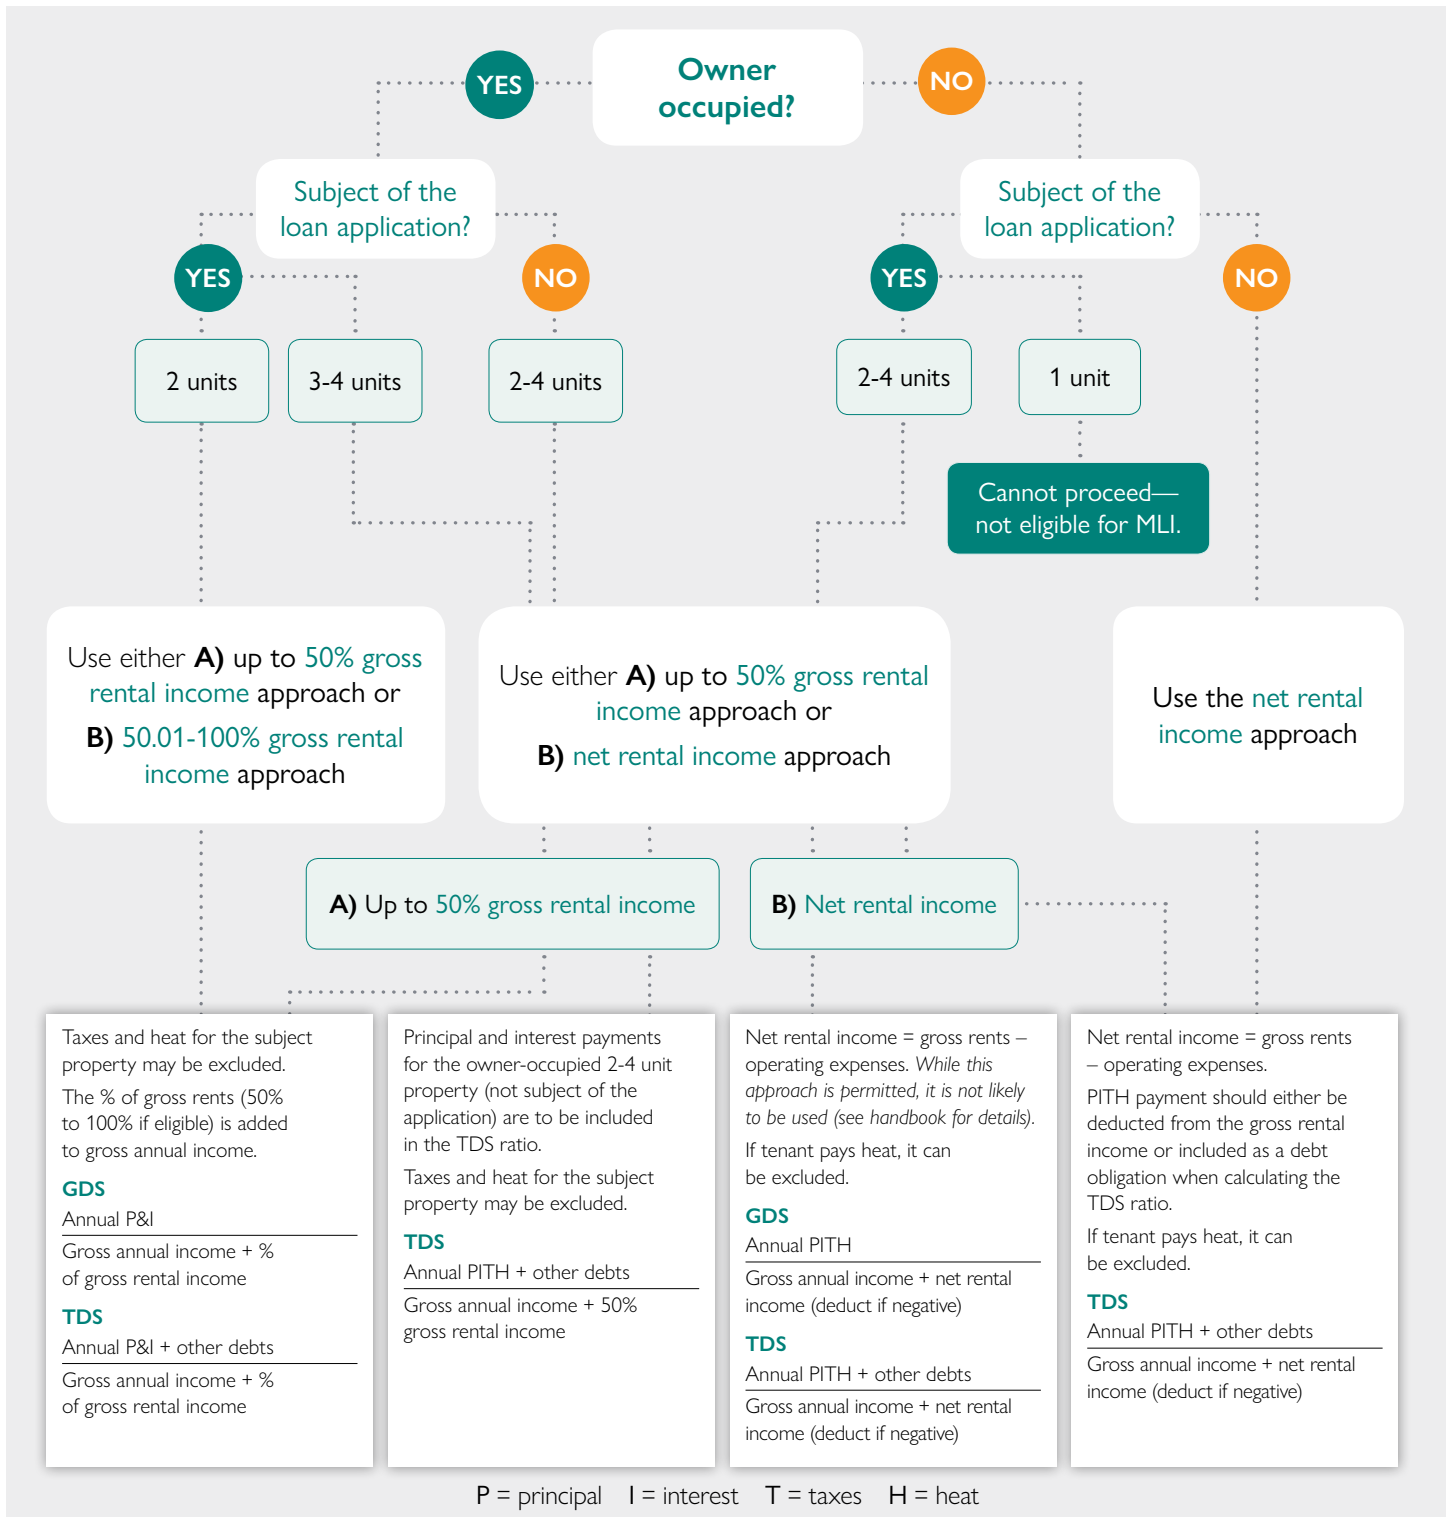 Owner
occupied?
YES
NO
Subject of the
loan application?
Subject of the
loan application?
YES
NO
YES
NO
2 units
3-4 units
2-4 units
2-4 units
1 unit
Cannot proceed—
not eligible for MLI.
Use either A) up to 50% gross
rental income approach or
B) 50.01-100% gross rental
income approach
Use either A) up to 50% gross rental
income approach or
B) net rental income approach
Use the net rental
income approach
A) Up to 50% gross rental income
B) Net rental income
Taxes and heat for the subject
property may be excluded.
The % of gross rents (50%
to 100% if eligible) is added
to gross annual income.
GDS
Annual P&I
Gross annual income + %
of gross rental income
TDS
Annual P&I + other debts
Gross annual income + %
of gross rental income
Principal and interest payments
for the owner-occupied 2-4 unit
property (not subject of the
application) are to be included
in the TDS ratio.
Taxes and heat for the subject
property may be excluded.
TDS
Annual PITH + other debts
Gross annual income + 50%
gross rental income
Net rental income = gross rents –
operating expenses. While this
approach is permitted, it is not likely
to be used (see handbook for details).
If tenant pays heat, it can
be excluded.
GDS
Annual PITH
Gross annual income + net rental
income (deduct if negative)
TDS
Annual PITH + other debts
Gross annual income + net rental
income (deduct if negative)
Net rental income = gross rents
– operating expenses.
PITH payment should either be
deducted from the gross rental
income or included as a debt
obligation when calculating the
TDS ratio.
If tenant pays heat, it can
be excluded.
TDS
Annual PITH + other debts
Gross annual income + net rental
income (deduct if negative)
P = principal I = interest T = taxes H = heat